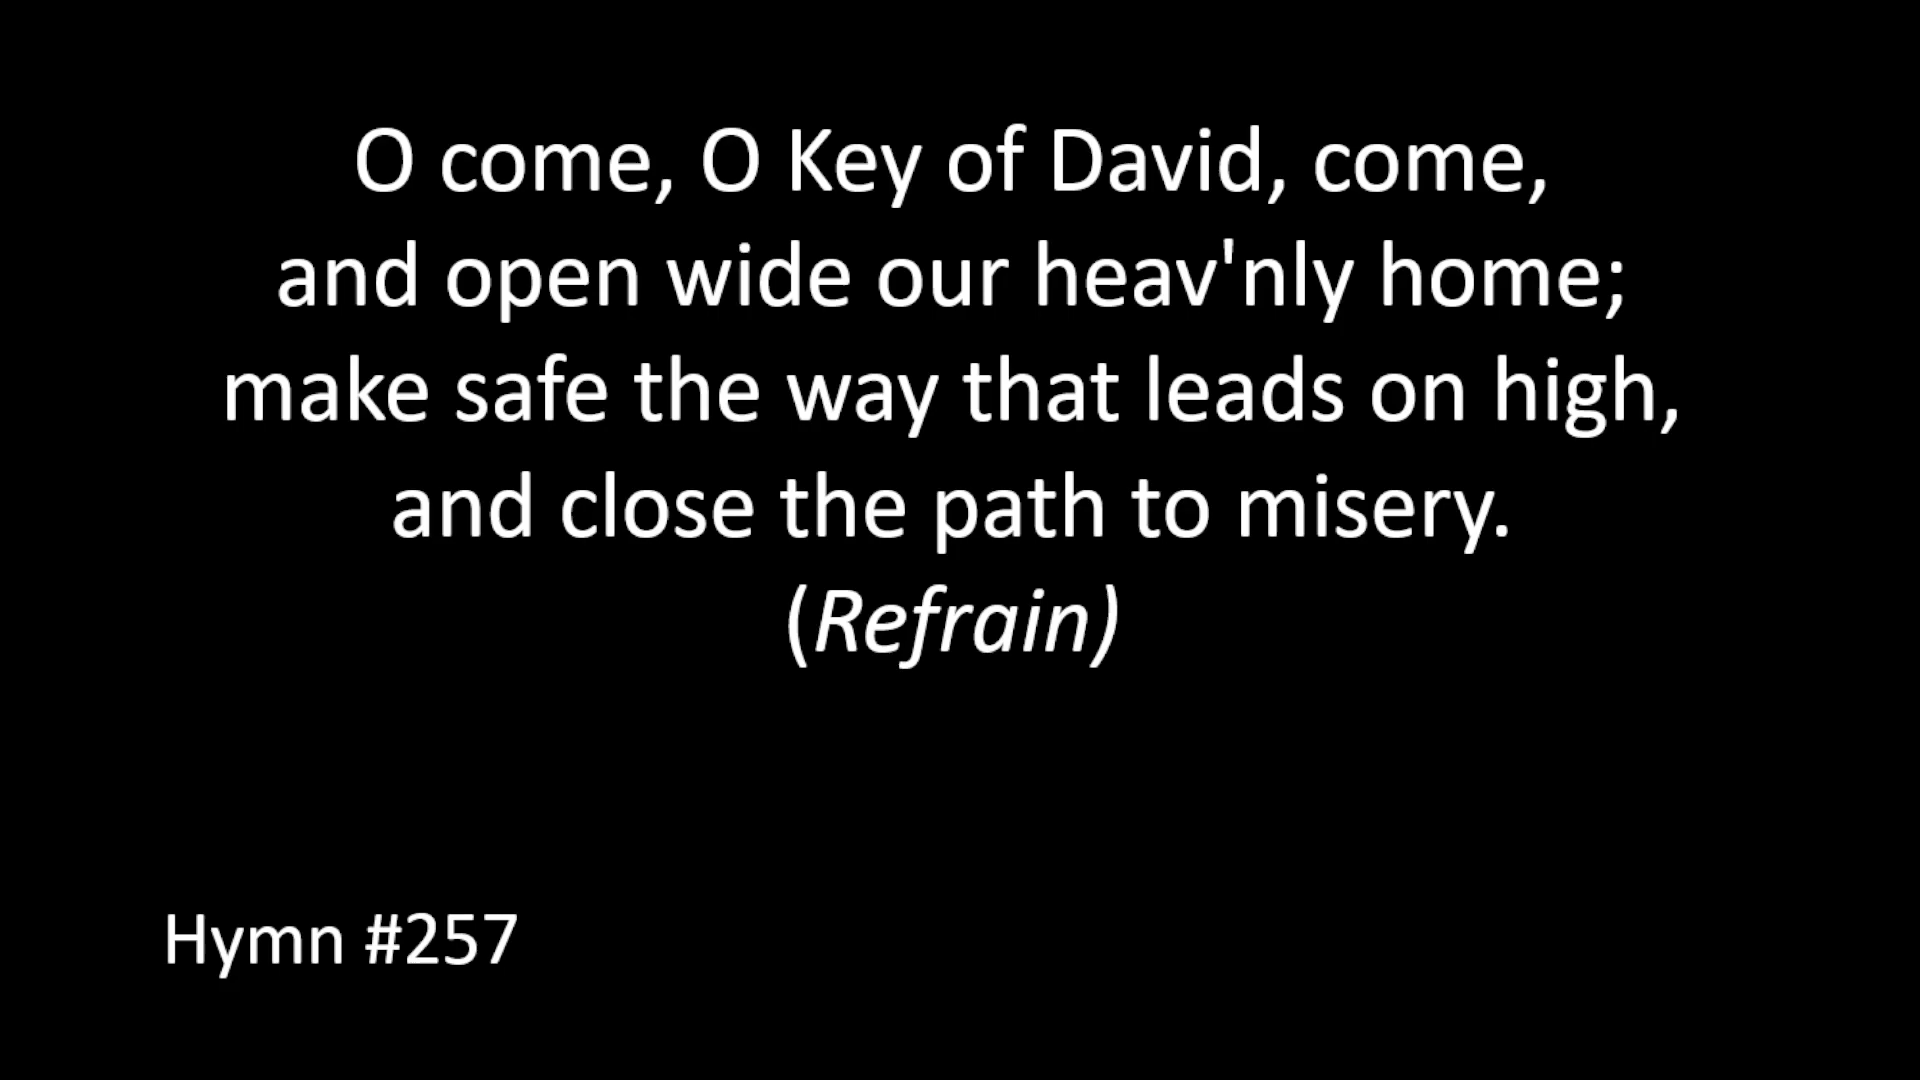 O come, O Key of David, come,
and open wide our heav'nly home;
make safe the way that leads on high,
and close the path to misery.
(Refrain)
Hymn #257